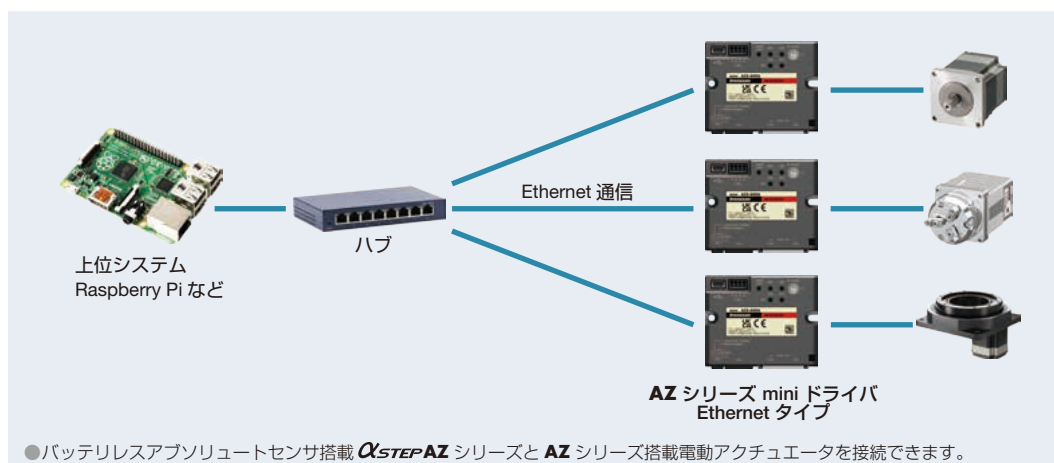 Ethernet 通信
ハブ
上位システム
Raspberry Pi など
AZ シリーズ mini ドライバ
Ethernet タイプ
●バッテリレスアブソリュートセンサ搭載 αSTEP AZ シリーズと AZ シリーズ搭載電動アクチュエータを接続できます。